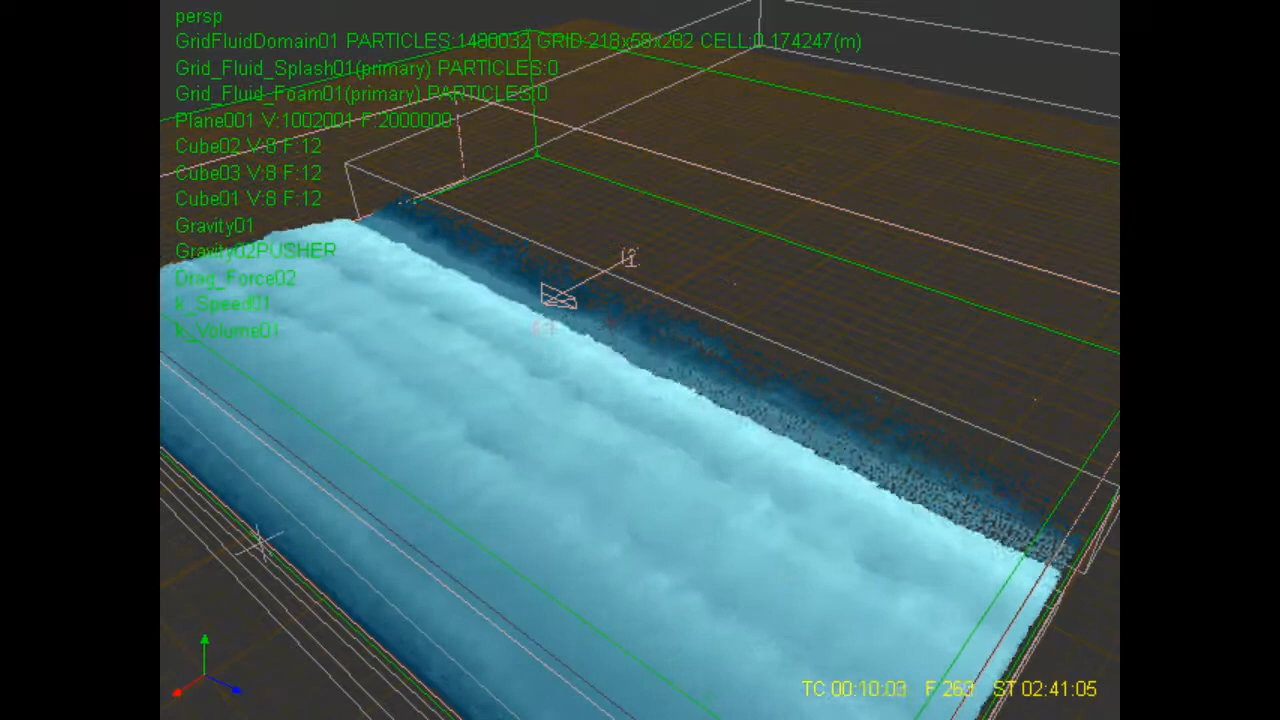 persp
GridFluidDomain01 PARTICLES:1486032 GRID:218x58x282 CELL:0.174247(m)
Grid_Fluid_Splash01(primary) PARTICLES:0
Grid_Fluid_Foam01(primary) PARTICLES:0
Plane001 V:1002001 F:2000000
Cube02 V:8 F:12
Cube03 V:8 F:12
Cube01 V:8 F:12
Gravity01
Gravity02PUSHER
Drag_Force02
k_Speed01
k_Volume01
TC 00:10:03 F 263 ST 02:41:05